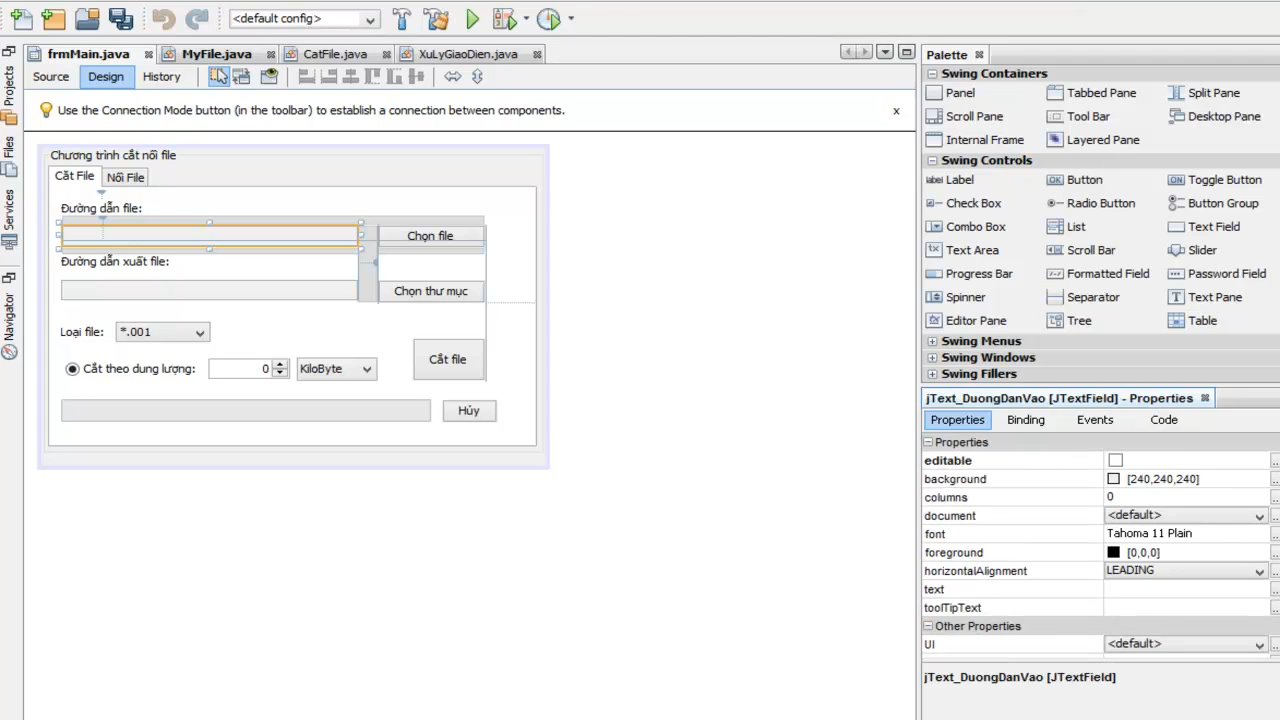 <default config>
frmMain.java
MyFile.java
CatFile.java
XuLyGiaoDien.java
Source
Design
History
Use the Connection Mode button (in the toolbar) to establish a connection between components.
x
Projects
Files
Services
Navigator
Chương trình cắt nối file
Cắt File
Nối File
Đường dẫn file:
Chọn file
Đường dẫn xuất file:
Chọn thư mục
Loại file:
*.001
Cắt theo dung lượng:
0
KiloByte
Cắt file
Hủy
Palette
Swing Containers
Panel
Tabbed Pane
Split Pane
Scroll Pane
Tool Bar
Desktop Pane
Internal Frame
Layered Pane
Swing Controls
label Label
OK Button
ON Toggle Button
Check Box
Radio Button
Button Group
Combo Box
List
Text Field
Text Area
Scroll Bar
Slider
Progress Bar
Formatted Field
Password Field
Spinner
Separator
Text Pane
Editor Pane
Tree
Table
Swing Menus
Swing Windows
Swing Fillers
jText_DuongDanVao [JTextField] - Properties
Properties
Binding
Events
Code
Properties
editable
background [240,240,240]
columns 0
document <default>
font Tahoma 11 Plain
foreground [0,0,0]
horizontalAlignment LEADING
text
toolTipText
Other Properties
UI <default>
jText_DuongDanVao [JTextField]